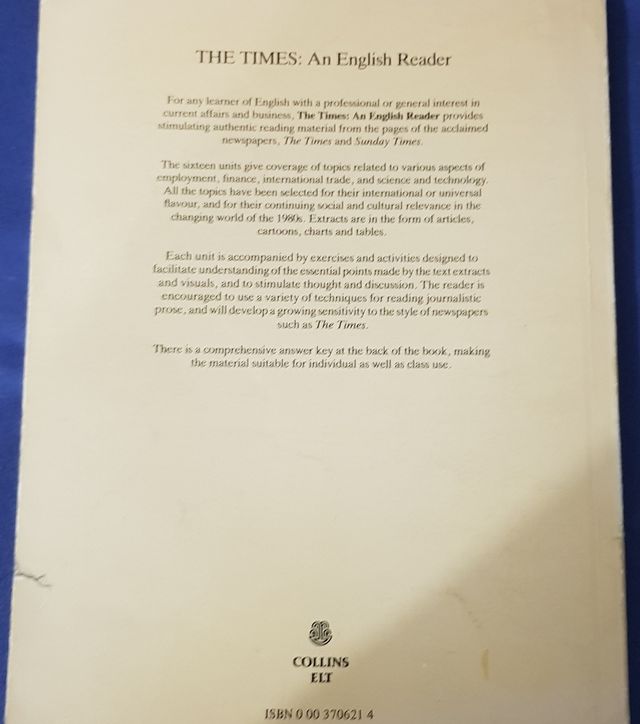 THE TIMES: An English Reader
For any learner of English with a professional or general interest in
current affairs and business, The Times: An English Reader provides
stimulating authentic reading material from the pages of the acclaimed
newspapers, The Times and Sunday Times.
The sixteen units give coverage of topics related to various aspects of
employment, finance, international trade, and science and technology.
All the topics have been selected for their international or universal
flavour, and for their continuing social and cultural relevance in the
changing world of the 1980s. Extracts are in the form of articles,
cartoons, charts and tables.
Each unit is accompanied by exercises and activities designed to
facilitate understanding of the essential points made by the text extracts
and visuals, and to stimulate thought and discussion. The reader is
encouraged to use a variety of techniques for reading journalistic
prose, and will develop a growing sensitivity to the style of newspapers
such as The Times.
There is a comprehensive answer key at the back of the book, making
the material suitable for individual as well as class use.
COLLINS
ELT
ISBN 0 00 370621 4